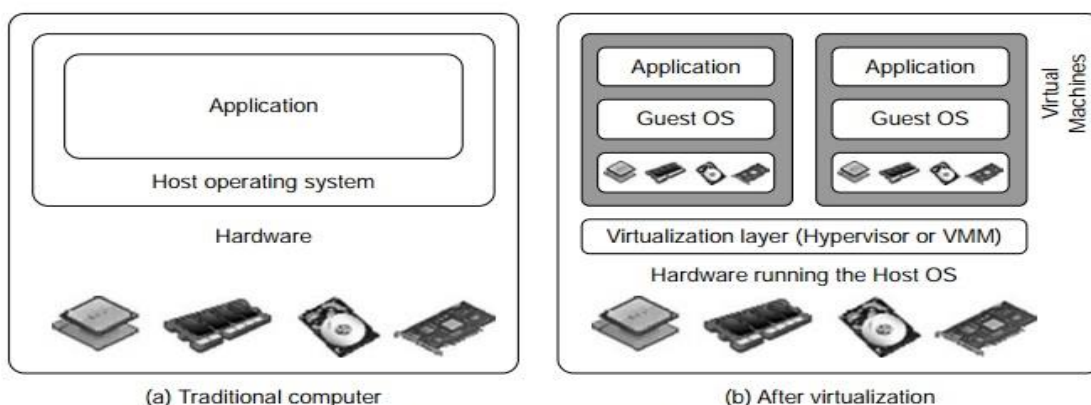 Application
Host operating system
Hardware
(a) Traditional computer
Application
Guest OS
Application
Guest OS
Virtual
Machines
Virtualization layer (Hypervisor or VMM)
Hardware running the Host OS
(b) After virtualization